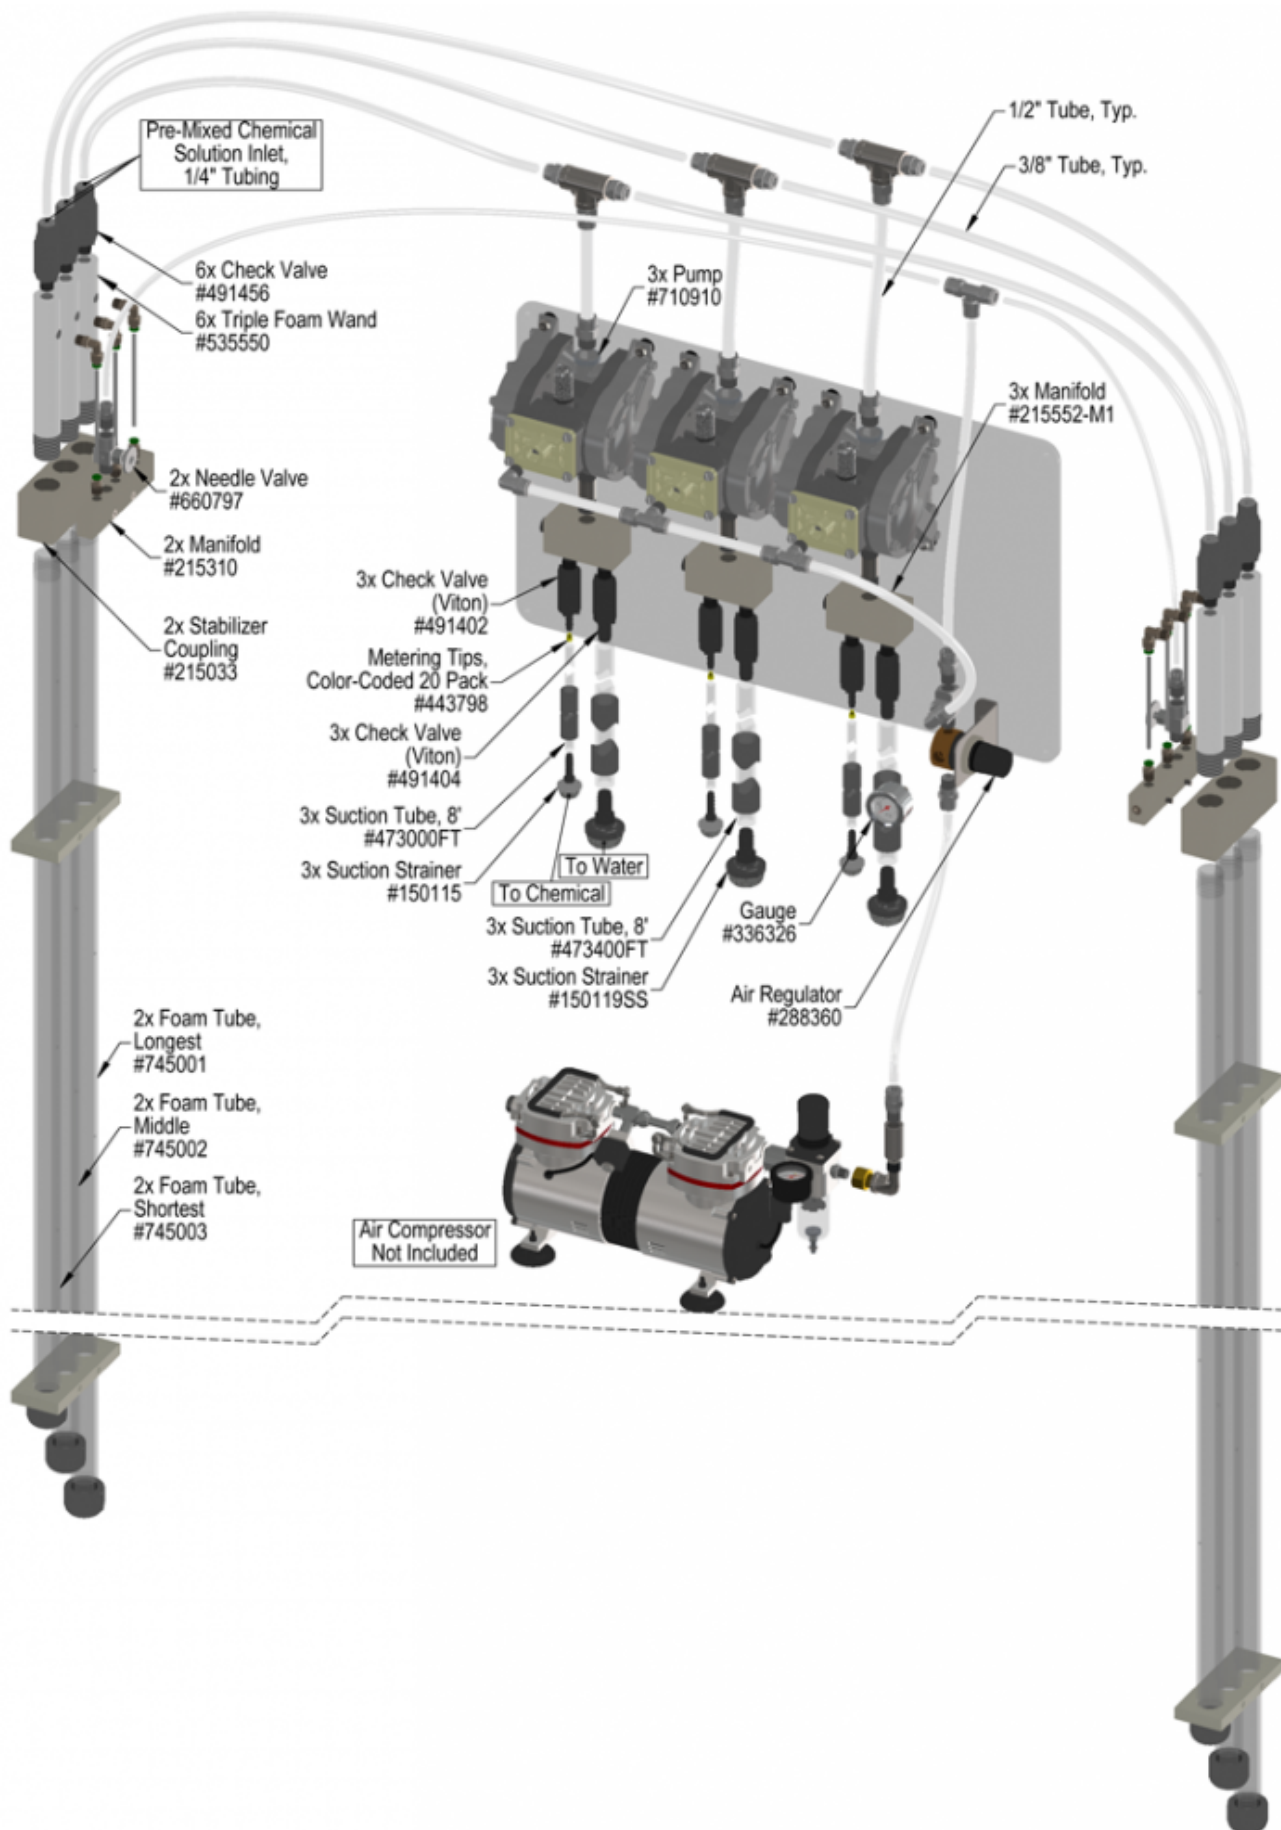 Pre-Mixed Chemical
Solution Inlet,
1/4" Tubing
1/2" Tube, Typ.
3/8" Tube, Typ.
6x Check Valve
#491456
6x Triple Foam Wand
#535550
3x Pump
#710910
3x Manifold
#215552-M1
2x Needle Valve
#660797
2x Manifold
#215310
2x Stabilizer
Coupling
#215033
3x Check Valve
(Viton)
#491402
Metering Tips,
Color-Coded 20 Pack
#443798
3x Check Valve
(Viton)
#491404
3x Suction Tube, 8'
#473000FT
3x Suction Strainer
#150115
To Water
To Chemical
3x Suction Tube, 8'
#473400FT
3x Suction Strainer
#150119SS
Gauge
#336326
Air Regulator
#288360
2x Foam Tube,
Longest
#745001
2x Foam Tube,
Middle
#745002
2x Foam Tube,
Shortest
#745003
Air Compressor
Not Included